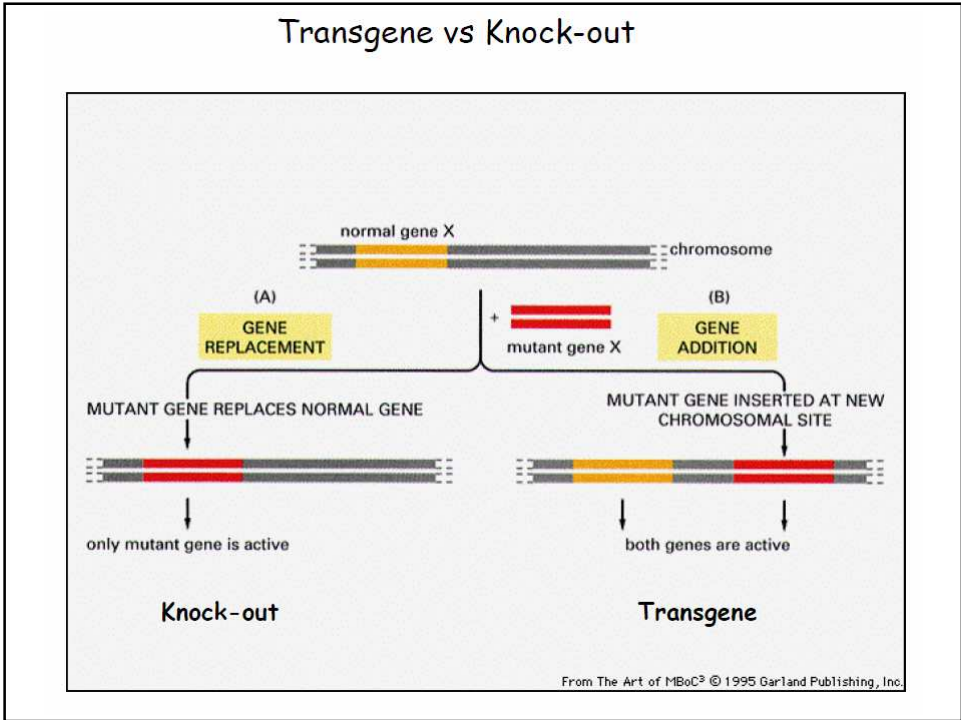 Transgene vs Knock-out
normal gene X
chromosome
(A)
GENE
REPLACEMENT
+
mutant gene X
(B)
GENE
ADDITION
MUTANT GENE REPLACES NORMAL GENE
MUTANT GENE INSERTED AT NEW
CHROMOSOMAL SITE
only mutant gene is active
both genes are active
Knock-out
Transgene
From The Art of MBoC³ © 1995 Garland Publishing, Inc.